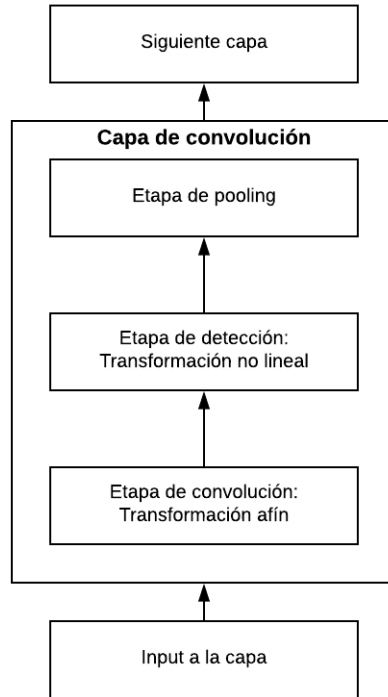 Siguiente capa
Capa de convolución
Etapa de pooling
Etapa de detección:
Transformación no lineal
Etapa de convolución:
Transformación afín
Input a la capa